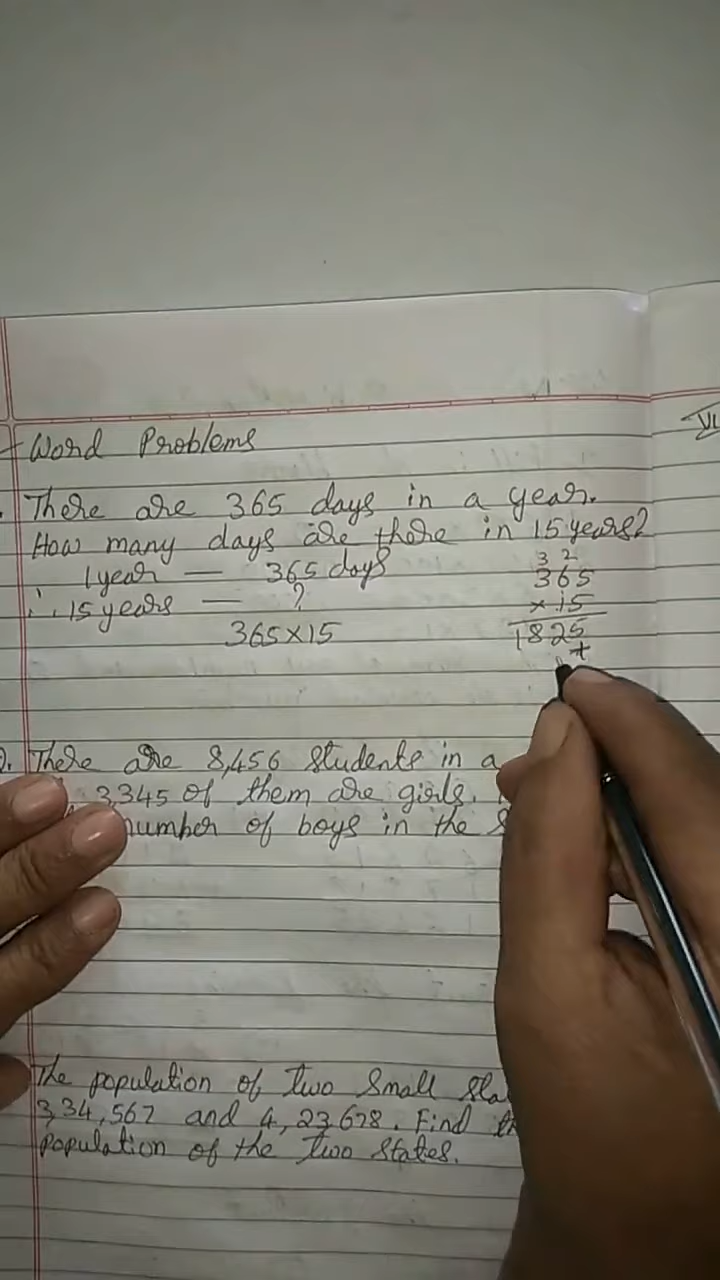 Word Problems
There are 365 days in a year.
How many days are there in 15 years?
1 year — 365 days
∴ 15 years — ?
365×15
3 2
365
×15
1825
+
2. There are 8,456 students in a
3,345 of them are girls.
number of boys in the
The population of two small
3,34,567 and 4,23,678. Find
population of the two states.
VI